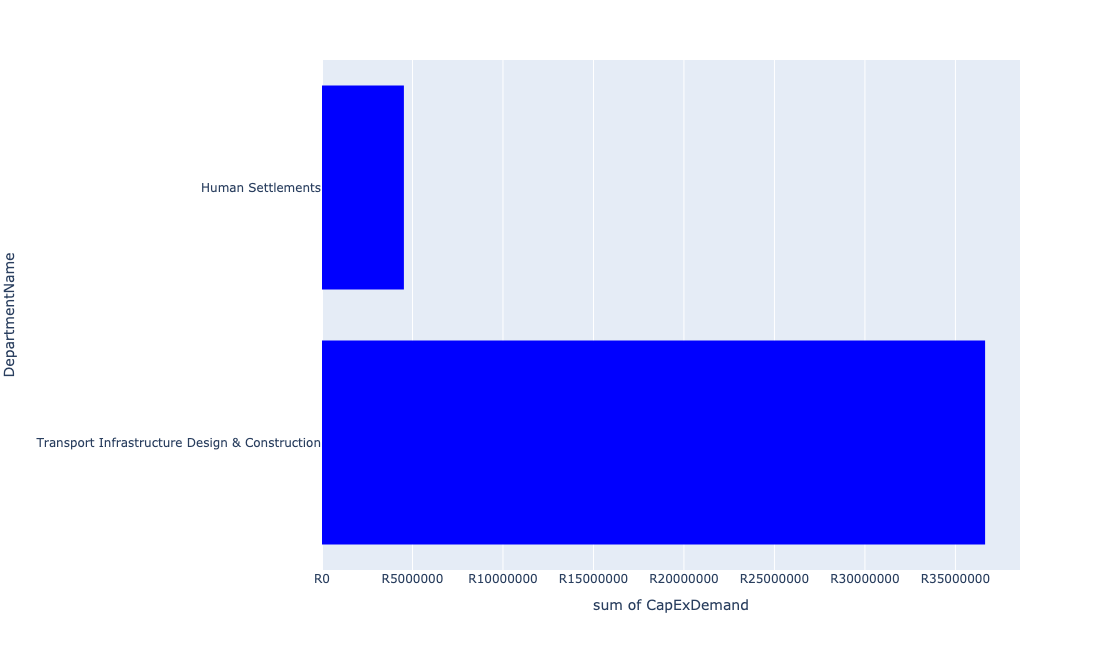 Human Settlements
DepartmentName
Transport Infrastructure Design & Construction
R0 R5000000 R10000000 R15000000 R20000000 R25000000 R30000000 R35000000
sum of CapExDemand